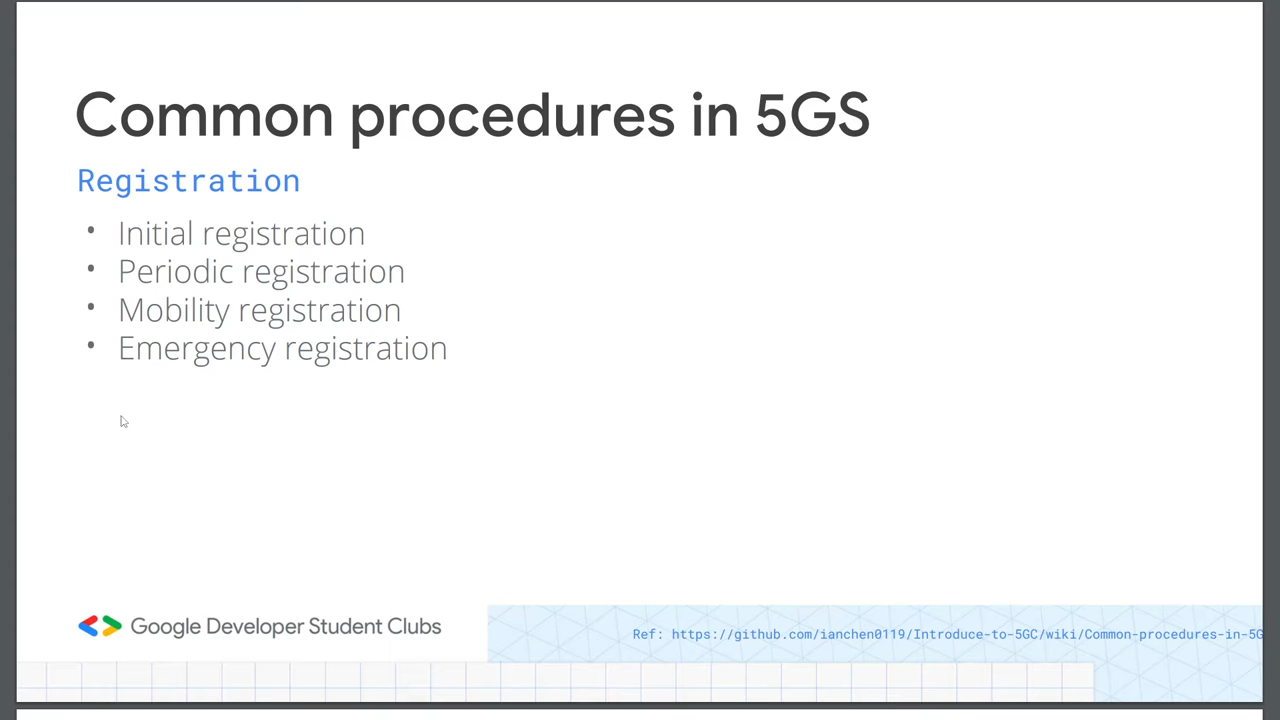 Common procedures in 5GS
Registration
• Initial registration
• Periodic registration
• Mobility registration
• Emergency registration
Google Developer Student Clubs
Ref: https://github.com/ianchen0119/Introduce-to-5GC/wiki/Common-procedures-in-5G